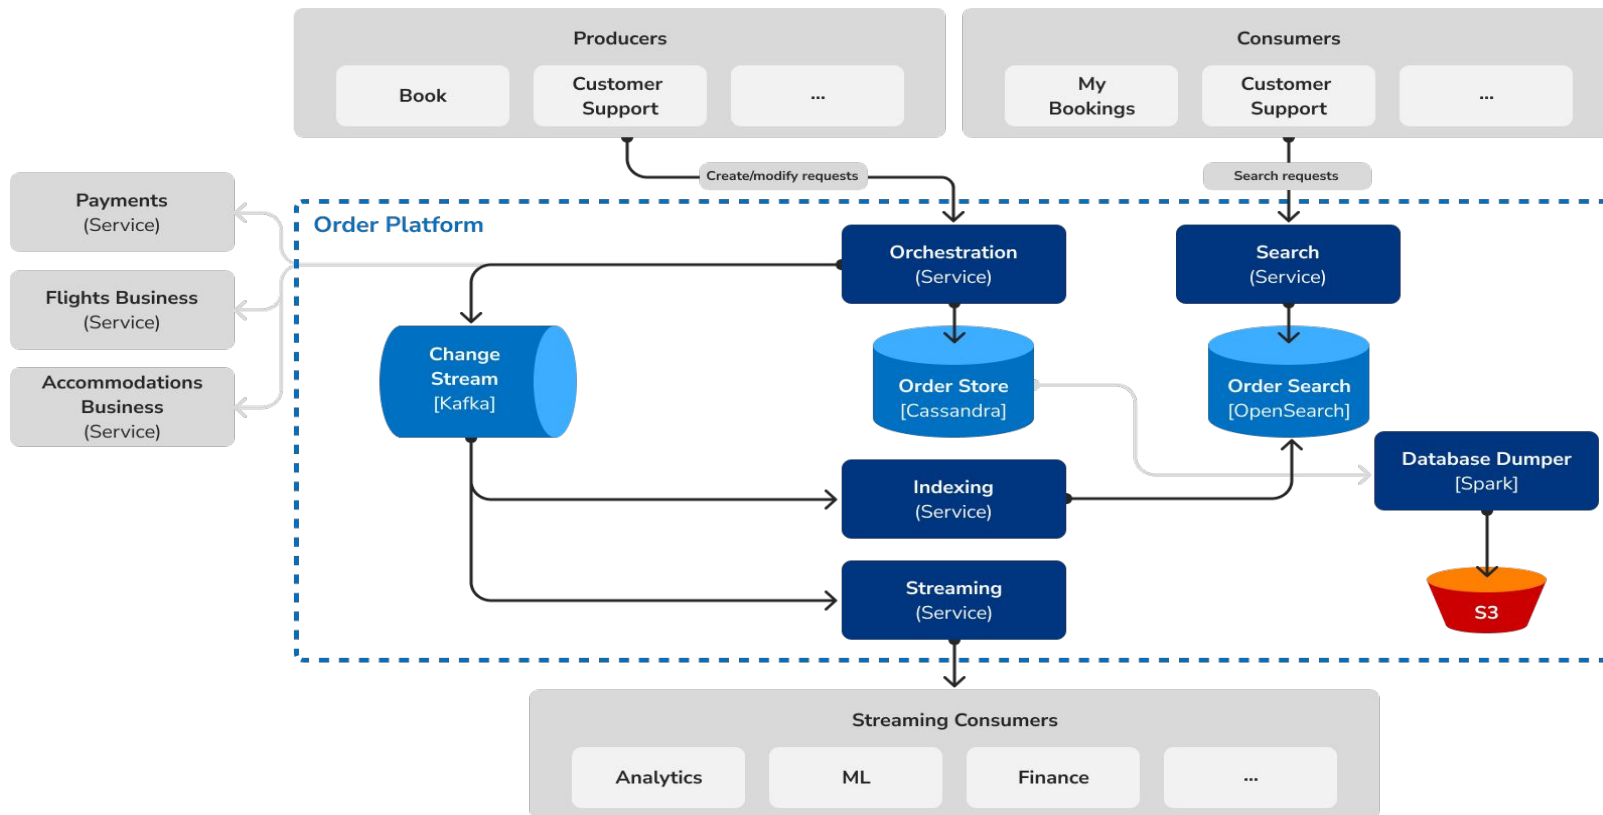 Producers
Book
Customer
Support
...
Consumers
My
Bookings
Customer
Support
...
Create/modify requests
Search requests
Payments
(Service)
Flights Business
(Service)
Accommodations
Business
(Service)
Order Platform
Orchestration
(Service)
Search
(Service)
Change
Stream
[Kafka]
Order Store
[Cassandra]
Order Search
[OpenSearch]
Database Dumper
[Spark]
Indexing
(Service)
Streaming
(Service)
S3
Streaming Consumers
Analytics
ML
Finance
...